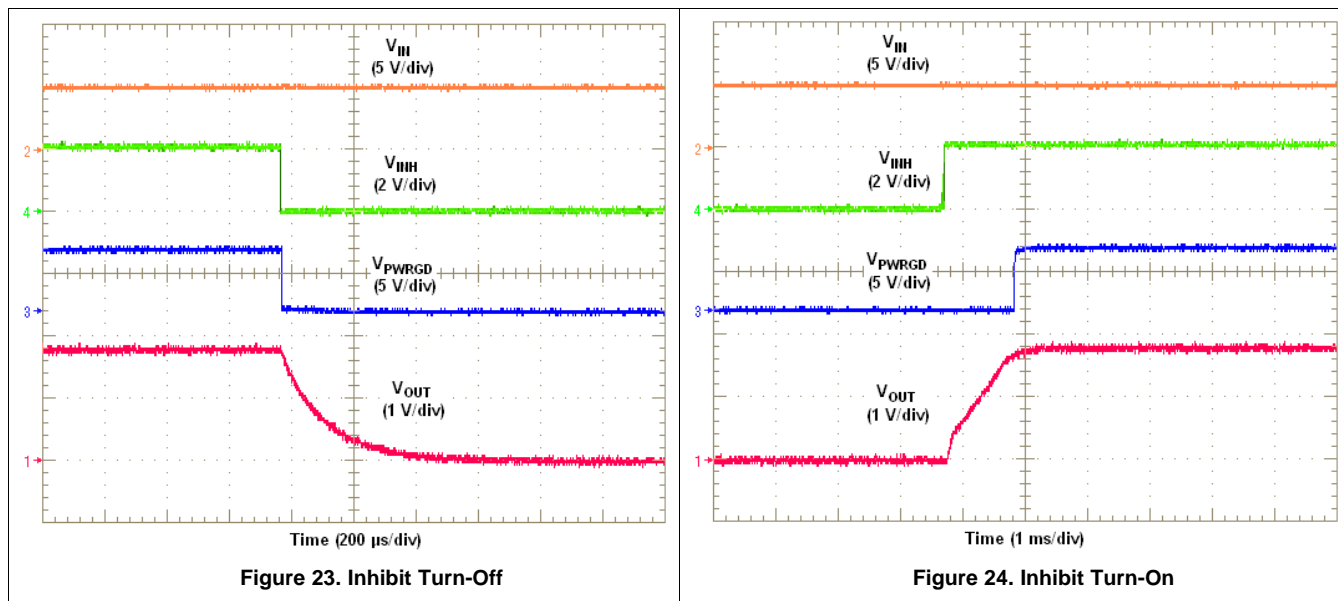 V_IN
(5 V/div)
2
V_INH
(2 V/div)
4
V_PWRGD
(5 V/div)
3
V_OUT
(1 V/div)
1
Time (200 µs/div)
Figure 23. Inhibit Turn-Off
V_IN
(5 V/div)
2
V_INH
(2 V/div)
4
V_PWRGD
(5 V/div)
3
V_OUT
(1 V/div)
1
Time (1 ms/div)
Figure 24. Inhibit Turn-On